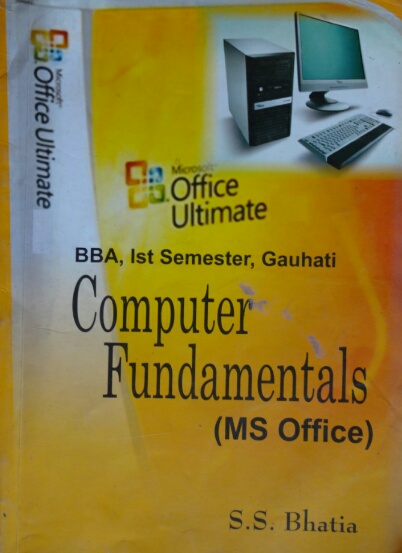 Microsoft
Office Ultimate
Microsoft
Office
Ultimate
BBA, Ist Semester, Gauhati
Computer
Fundamentals
(MS Office)
S.S. Bhatia